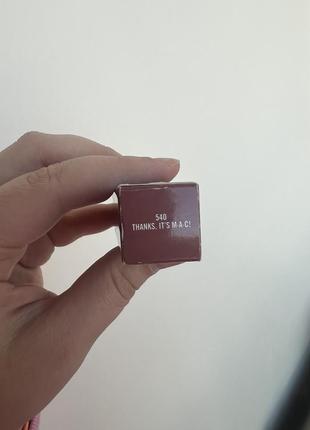 540
THANKS, IT'S M·A·C!